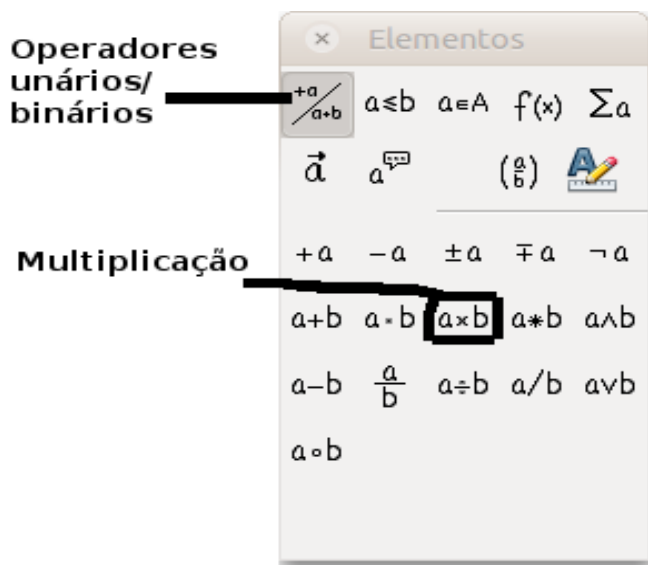 Elementos
Operadores
unários/
binários
+a/a+b a≤b a∈A f(x) Σa
a⃗ a (a/b) A
Multiplicação
+a −a ±a ∓a ¬a
a+b a·b a×b a∗b a∧b
a−b a/b a÷b a/b a∨b
a∘b